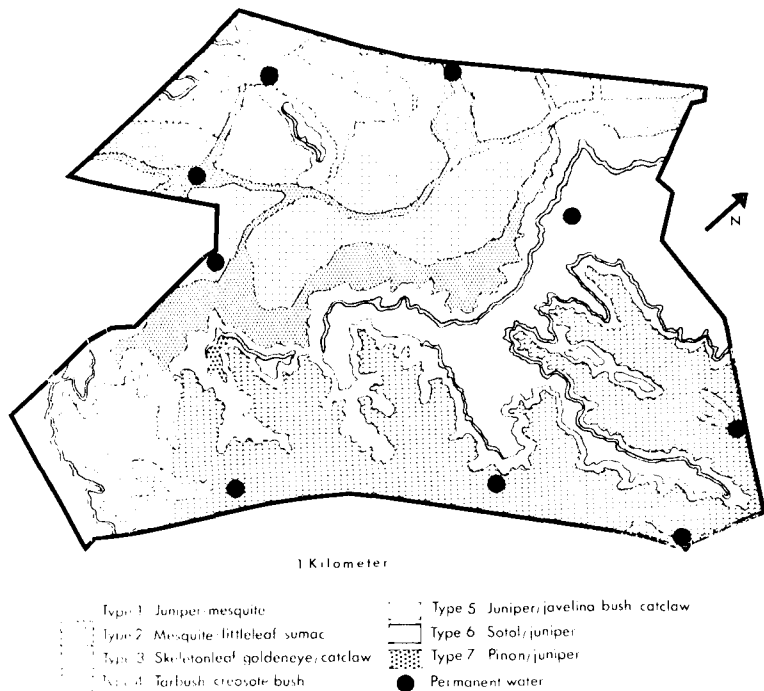 N
1 Kilometer
Type 1 Juniper/mesquite
Type 2 Mesquite-littleleaf sumac
Type 3 Skeletonleaf goldeneye/catclaw
Type 4 Tarbush creosote bush
Type 5 Juniper/javelina bush catclaw
Type 6 Sotol/juniper
Type 7 Pinon/juniper
Permanent water